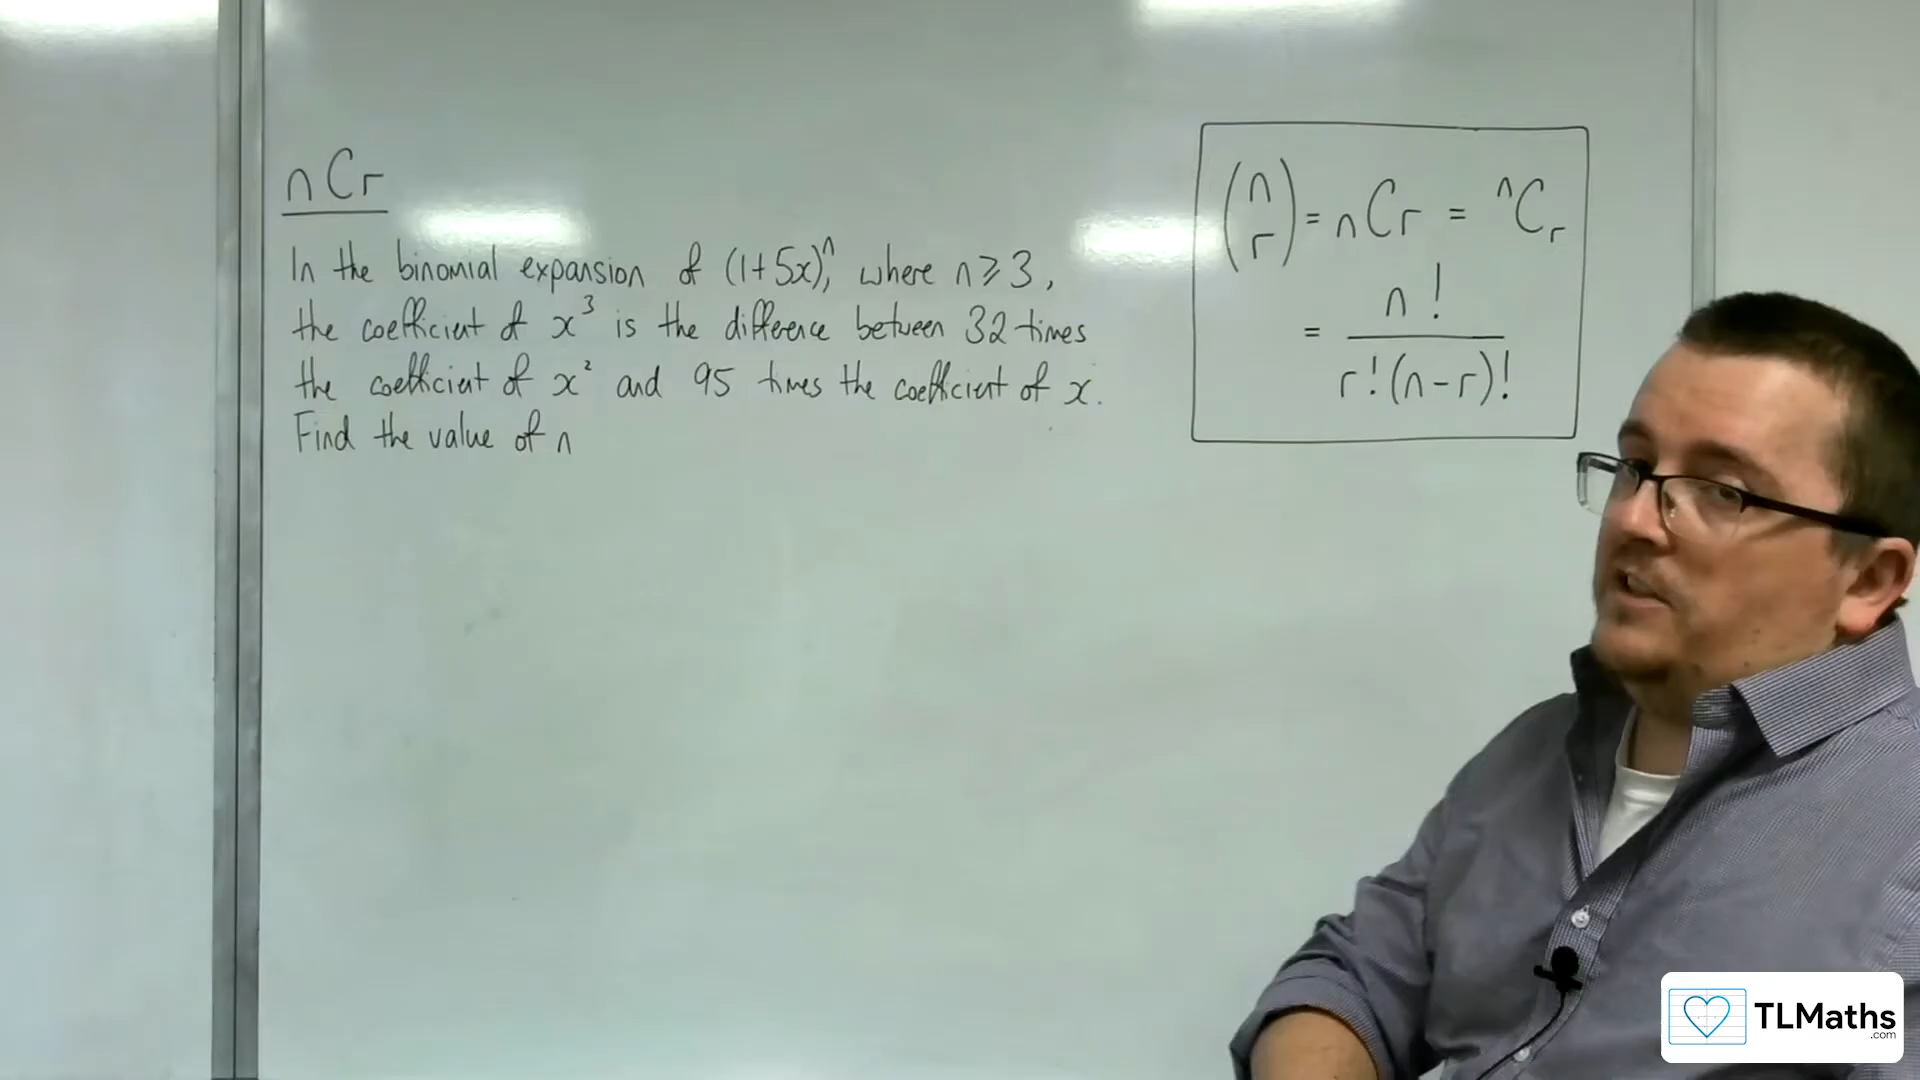 nCr
In the binomial expansion of (1+5x)ⁿ, where n≥3,
the coefficient of x³ is the difference between 32 times
the coefficient of x² and 95 times the coefficient of x.
Find the value of n
(n r) = nCr = ⁿCᵣ
= n! / r!(n-r)!
TLMaths
.com